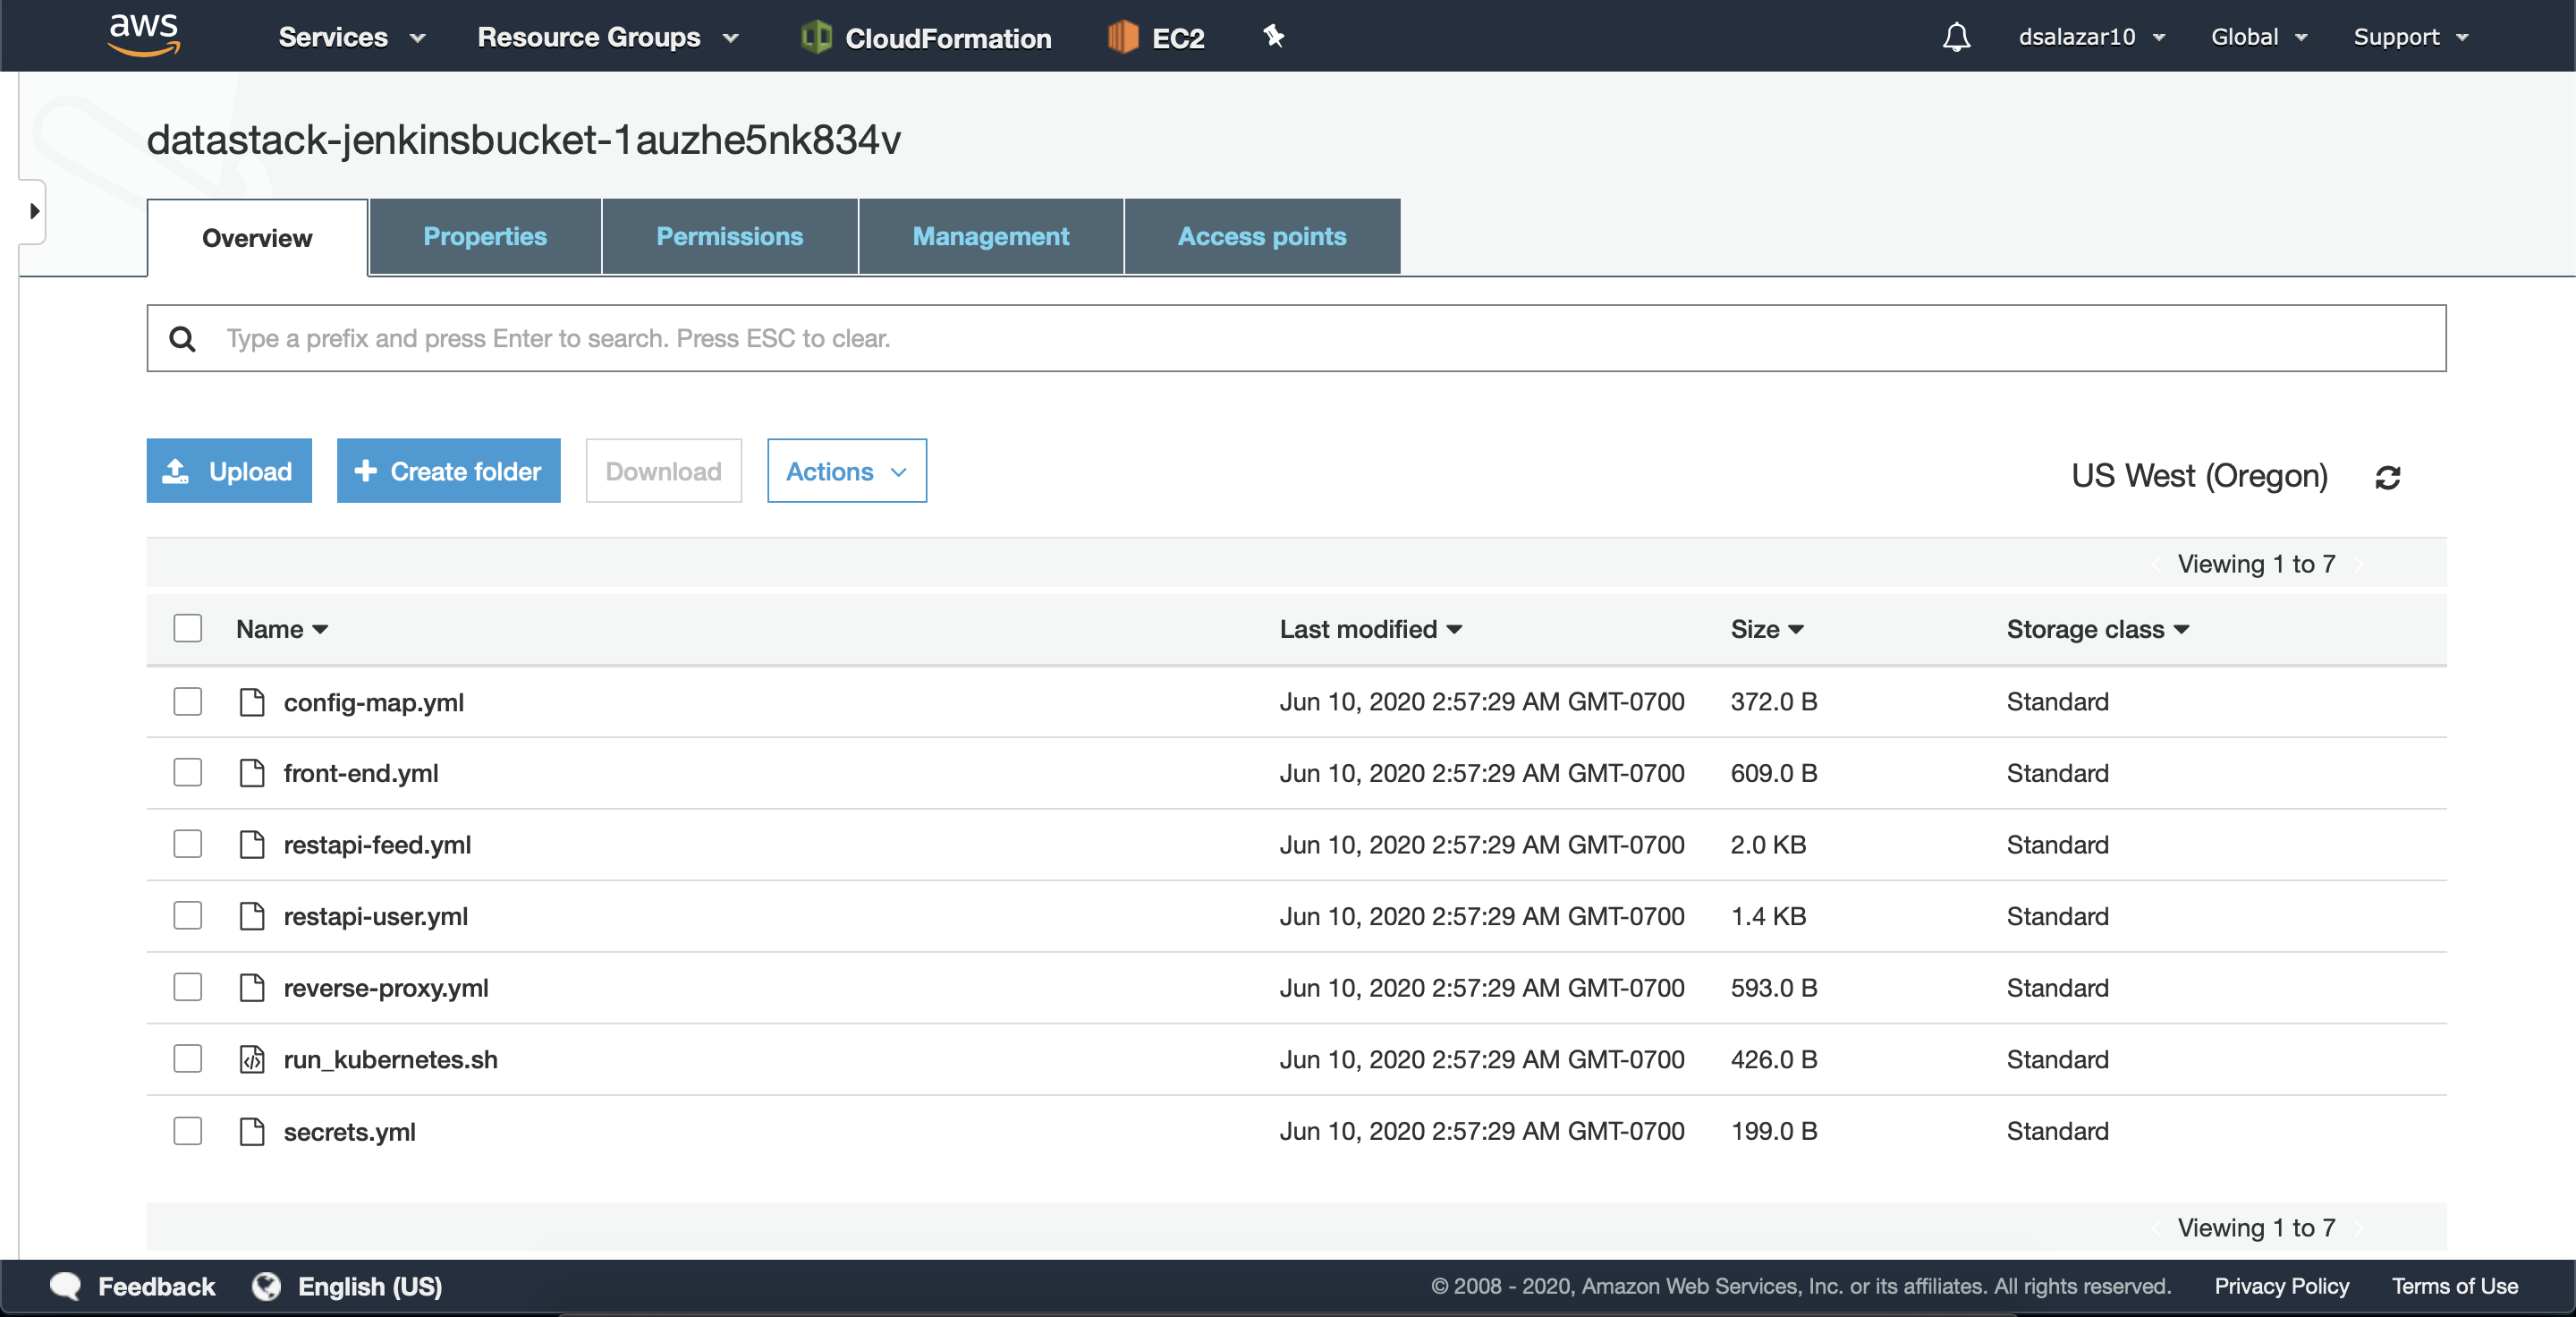 aws Services Resource Groups CloudFormation EC2 dsalazar10 Global Support
datastack-jenkinsbucket-1auzhe5nk834v
Overview Properties Permissions Management Access points
Type a prefix and press Enter to search. Press ESC to clear.
Upload Create folder Download Actions US West (Oregon)
Viewing 1 to 7
Name Last modified Size Storage class
config-map.yml Jun 10, 2020 2:57:29 AM GMT-0700 372.0 B Standard
front-end.yml Jun 10, 2020 2:57:29 AM GMT-0700 609.0 B Standard
restapi-feed.yml Jun 10, 2020 2:57:29 AM GMT-0700 2.0 KB Standard
restapi-user.yml Jun 10, 2020 2:57:29 AM GMT-0700 1.4 KB Standard
reverse-proxy.yml Jun 10, 2020 2:57:29 AM GMT-0700 593.0 B Standard
run_kubernetes.sh Jun 10, 2020 2:57:29 AM GMT-0700 426.0 B Standard
secrets.yml Jun 10, 2020 2:57:29 AM GMT-0700 199.0 B Standard
Viewing 1 to 7
Feedback English (US) © 2008 - 2020, Amazon Web Services, Inc. or its affiliates. All rights reserved. Privacy Policy Terms of Use